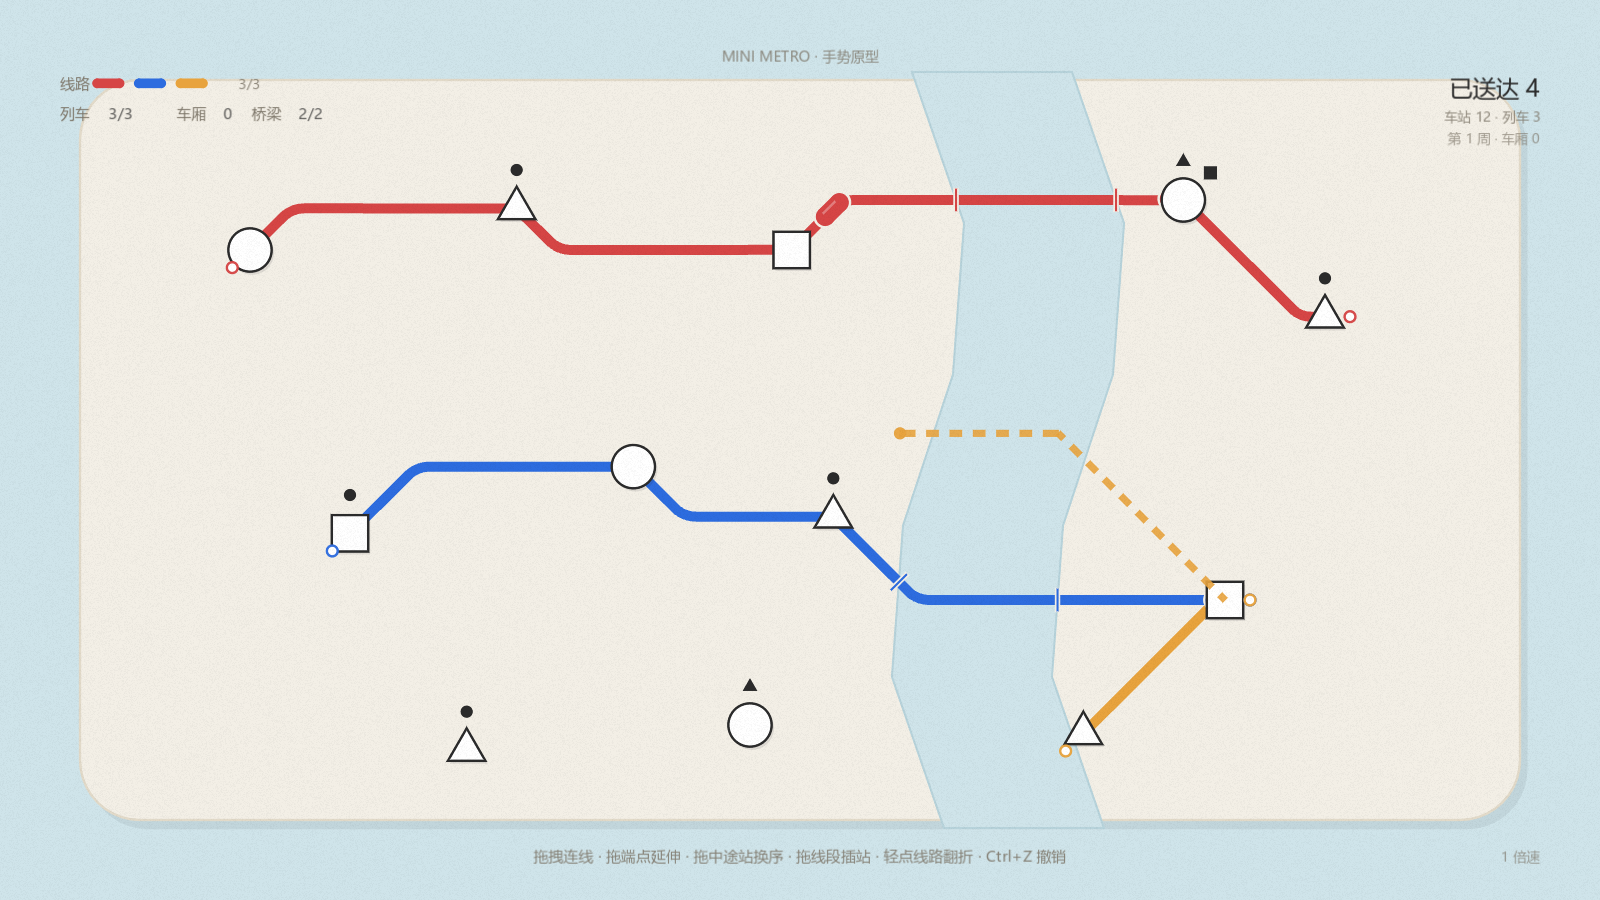 MINI METRO · 手势原型
线路 3/3
列车 3/3 车厢 0 桥梁 2/2
已送达 4
车站 12 · 列车 3
第 1 周 · 车厢 0
拖拽连线 · 拖端点延伸 · 拖中途站换序 · 拖线段插站 · 轻点线路翻折 · Ctrl+Z 撤销
1 倍速